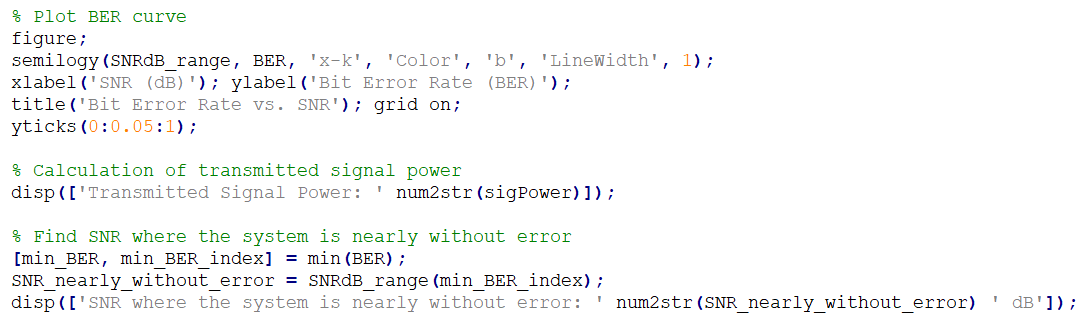 % Plot BER curve
figure;
semilogy(SNRdB_range, BER, 'x-k', 'Color', 'b', 'LineWidth', 1);
xlabel('SNR (dB)'); ylabel('Bit Error Rate (BER)');
title('Bit Error Rate vs. SNR'); grid on;
yticks(0:0.05:1);
% Calculation of transmitted signal power
disp(['Transmitted Signal Power: ' num2str(sigPower)]);
% Find SNR where the system is nearly without error
[min_BER, min_BER_index] = min(BER);
SNR_nearly_without_error = SNRdB_range(min_BER_index);
disp(['SNR where the system is nearly without error: ' num2str(SNR_nearly_without_error) ' dB']);